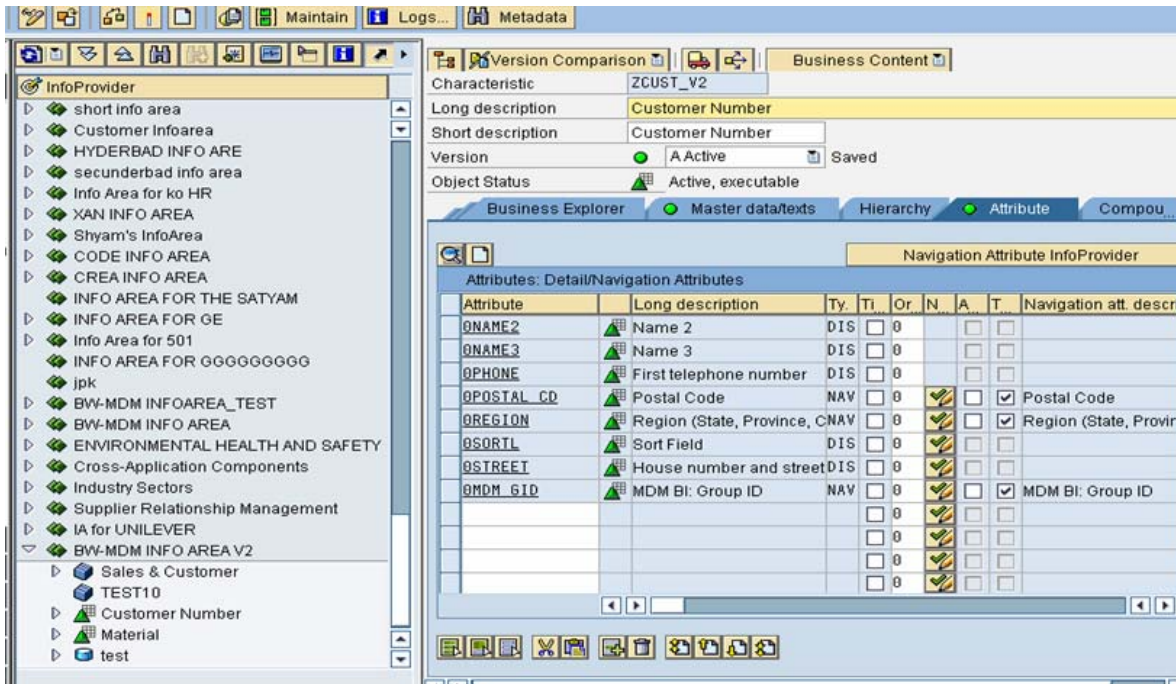 Maintain Logs... Metadata
InfoProvider
short info area
Customer Infoarea
HYDERBAD INFO ARE
secunderbad info area
Info Area for ko HR
XAN INFO AREA
Shyam's InfoArea
CODE INFO AREA
CREA INFO AREA
INFO AREA FOR THE SATYAM
INFO AREA FOR GE
Info Area for 501
INFO AREA FOR GGGGGGGGG
jpk
BW-MDM INFOAREA_TEST
BW-MDM INFO AREA
ENVIRONMENTAL HEALTH AND SAFETY
Cross-Application Components
Industry Sectors
Supplier Relationship Management
IA for UNILEVER
BW-MDM INFO AREA V2
Sales & Customer
TEST10
Customer Number
Material
test
Version Comparison Business Content
Characteristic ZCUST_V2
Long description Customer Number
Short description Customer Number
Version A Active Saved
Object Status Active, executable
Business Explorer Master data/texts Hierarchy Attribute Compou...
Navigation Attribute InfoProvider
Attributes: Detail/Navigation Attributes
Attribute Long description Ty. Ti... Or... N... A... T... Navigation att. descri
0NAME2 Name 2 DIS 0
0NAME3 Name 3 DIS 0
0PHONE First telephone number DIS 0
0POSTAL_CD Postal Code NAV 0 Postal Code
0REGION Region (State, Province, C NAV 0 Region (State, Provin
0SORTL Sort Field DIS 0
0STREET House number and street DIS 0
0MDM_GID MDM BI: Group ID NAV 0 MDM BI: Group ID
0
0
0
0